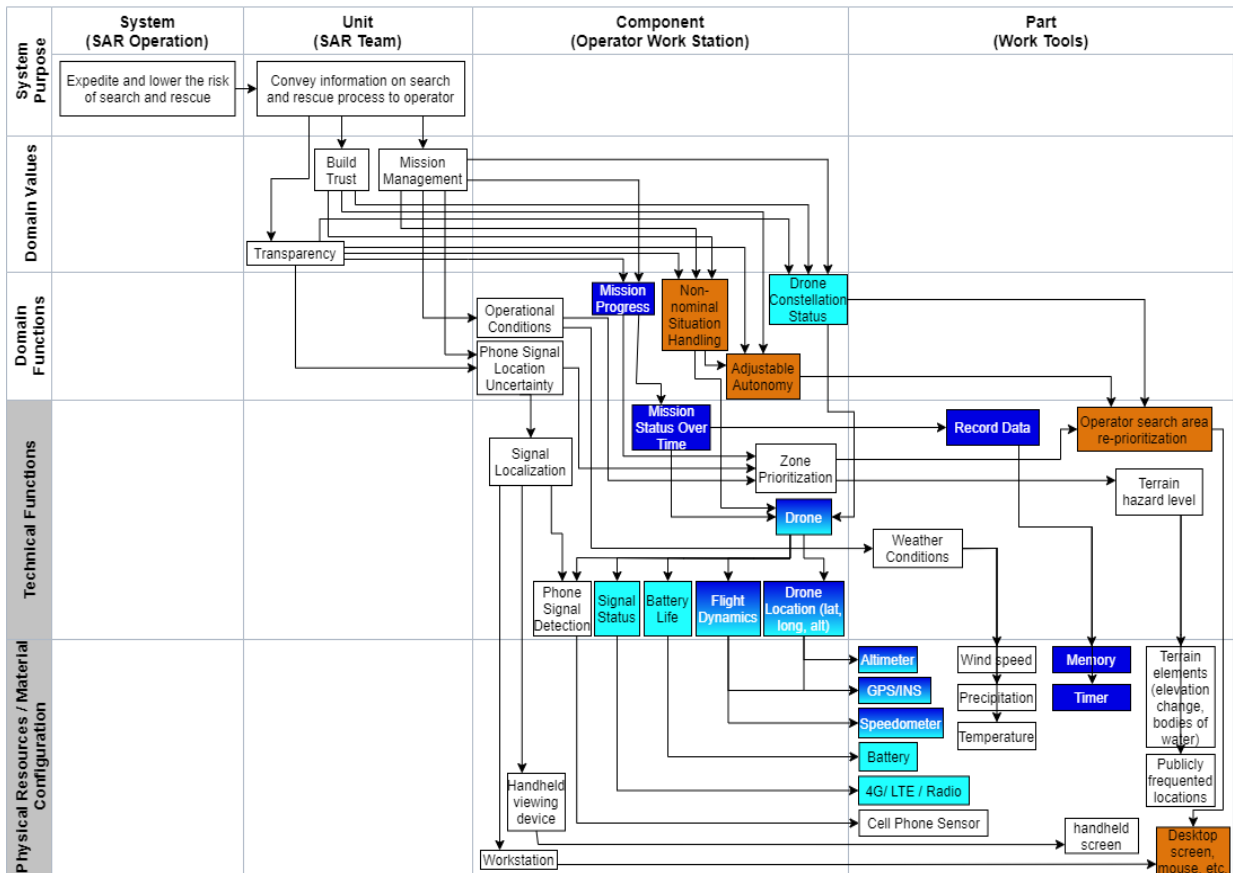 System
(SAR Operation)
Unit
(SAR Team)
Component
(Operator Work Station)
Part
(Work Tools)
System
Purpose
Expedite and lower the risk
of search and rescue
Convey information on search
and rescue process to operator
Domain Values
Build
Trust
Mission
Management
Transparency
Domain
Functions
Operational
Conditions
Phone Signal
Location
Uncertainty
Mission
Progress
Non-
nominal
Situation
Handling
Drone
Constellation
Status
Adjustable
Autonomy
Technical Functions
Signal
Localization
Mission
Status Over
Time
Record Data
Operator search area
re-prioritization
Zone
Prioritization
Terrain
hazard level
Drone
Weather
Conditions
Phone
Signal
Detection
Signal
Status
Battery
Life
Flight
Dynamics
Drone
Location (lat,
long, alt)
Physical Resources / Material
Configuration
Altimeter
GPS/INS
Speedometer
Battery
4G/ LTE / Radio
Cell Phone Sensor
Wind speed
Precipitation
Temperature
Memory
Timer
Terrain
elements
(elevation
change,
bodies of
water)
Publicly
frequented
locations
Handheld
viewing
device
handheld
screen
Workstation
Desktop
screen,
mouse, etc.